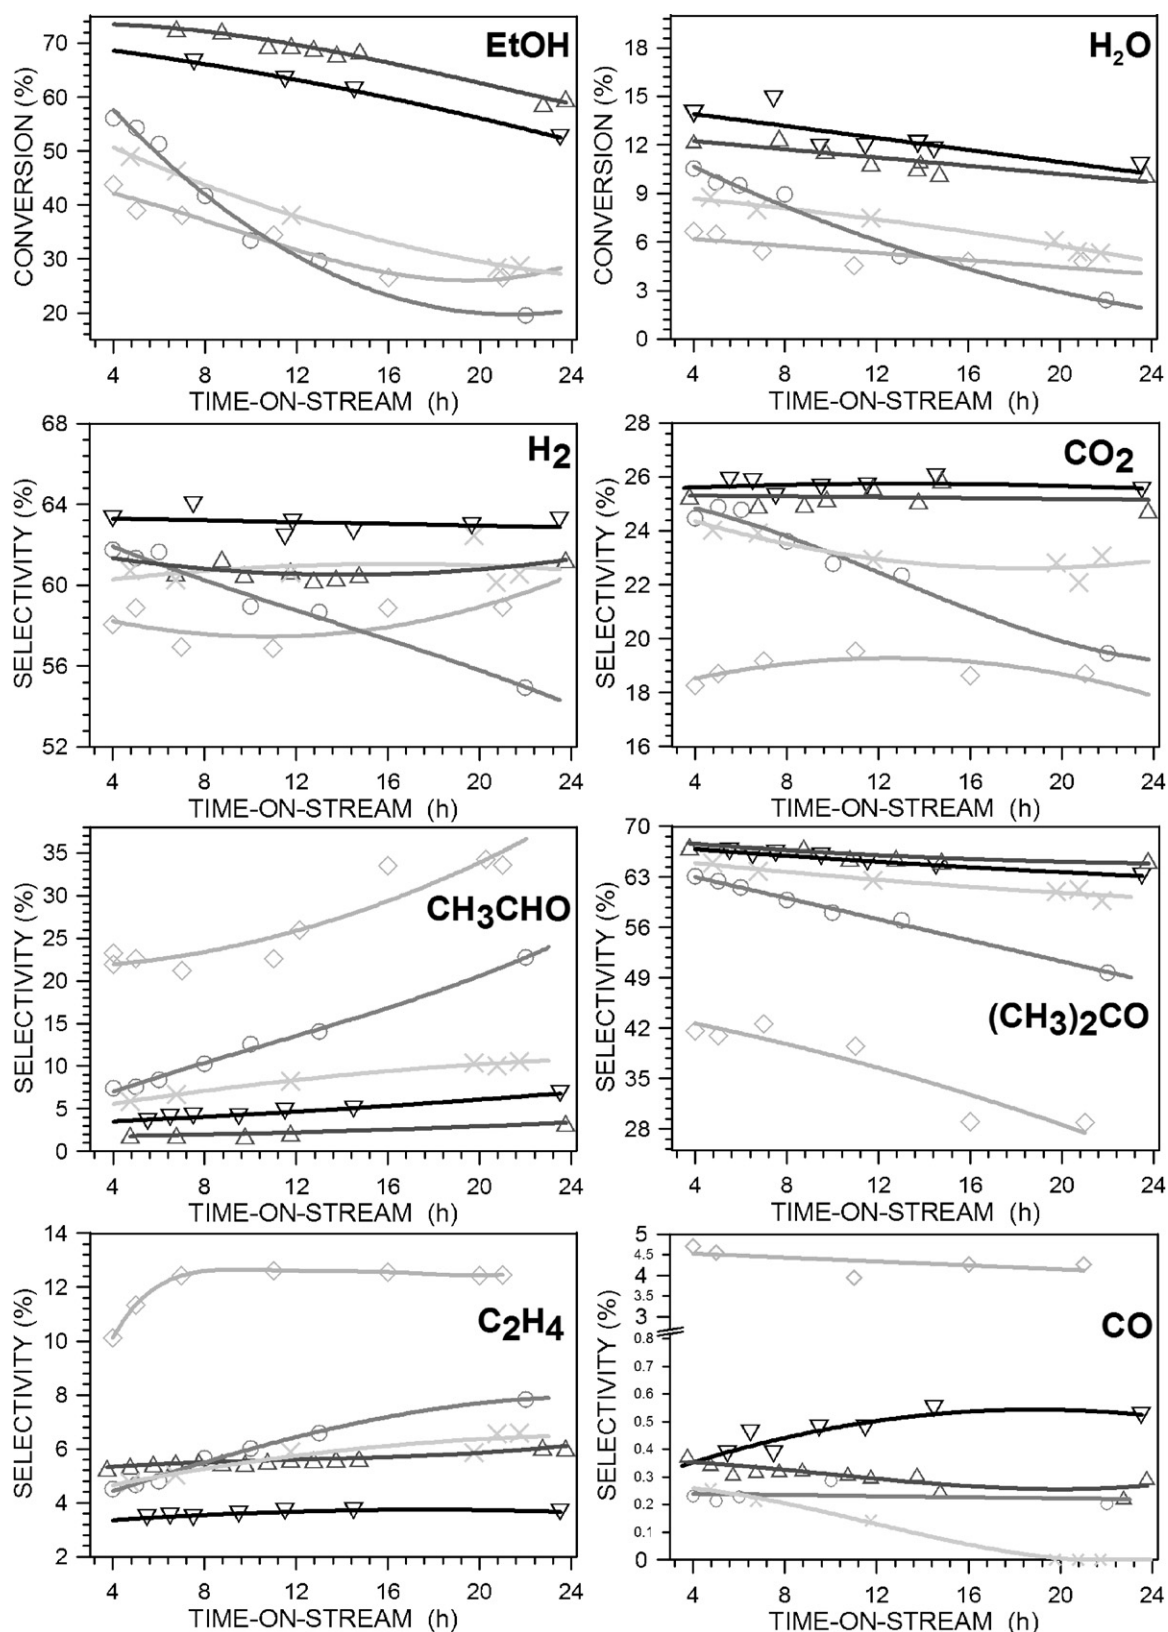 EtOH
CONVERSION (%)
70
60
50
40
30
20
4 8 12 16 20 24
TIME-ON-STREAM (h)
H2O
CONVERSION (%)
18
15
12
9
6
3
0
4 8 12 16 20 24
TIME-ON-STREAM (h)
H2
SELECTIVITY (%)
68
64
60
56
52
4 8 12 16 20 24
TIME-ON-STREAM (h)
CO2
SELECTIVITY (%)
28
26
24
22
20
18
16
4 8 12 16 20 24
TIME-ON-STREAM (h)
CH3CHO
SELECTIVITY (%)
35
30
25
20
15
10
5
0
4 8 12 16 20 24
TIME-ON-STREAM (h)
(CH3)2CO
SELECTIVITY (%)
70
63
56
49
42
35
28
4 8 12 16 20 24
TIME-ON-STREAM (h)
C2H4
SELECTIVITY (%)
14
12
10
8
6
4
2
4 8 12 16 20 24
TIME-ON-STREAM (h)
CO
SELECTIVITY (%)
5
4.5
4
3.5
3
0.8
0.7
0.6
0.5
0.4
0.3
0.2
0.1
0
4 8 12 16 20 24
TIME-ON-STREAM (h)